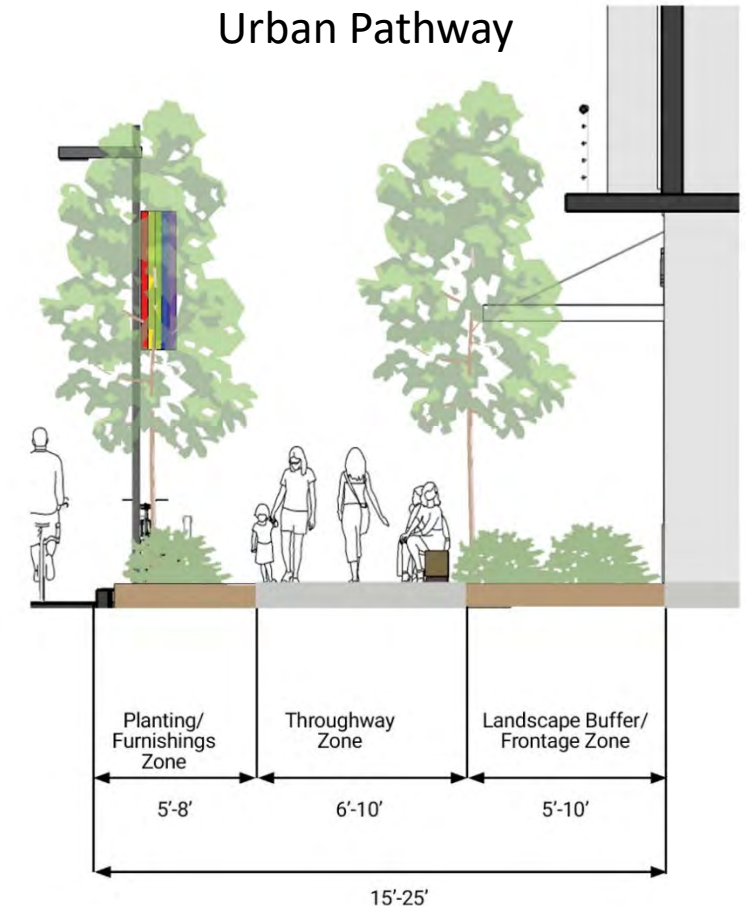 Urban Pathway
Planting/
Furnishings
Zone
Throughway
Zone
Landscape Buffer/
Frontage Zone
5’-8’
6’-10’
5’-10’
15’-25’